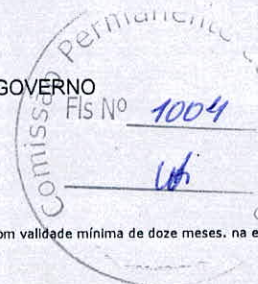 Comissão Permanente
GOVERNO
Fls Nº 1004
om validade mínima de doze meses, na e